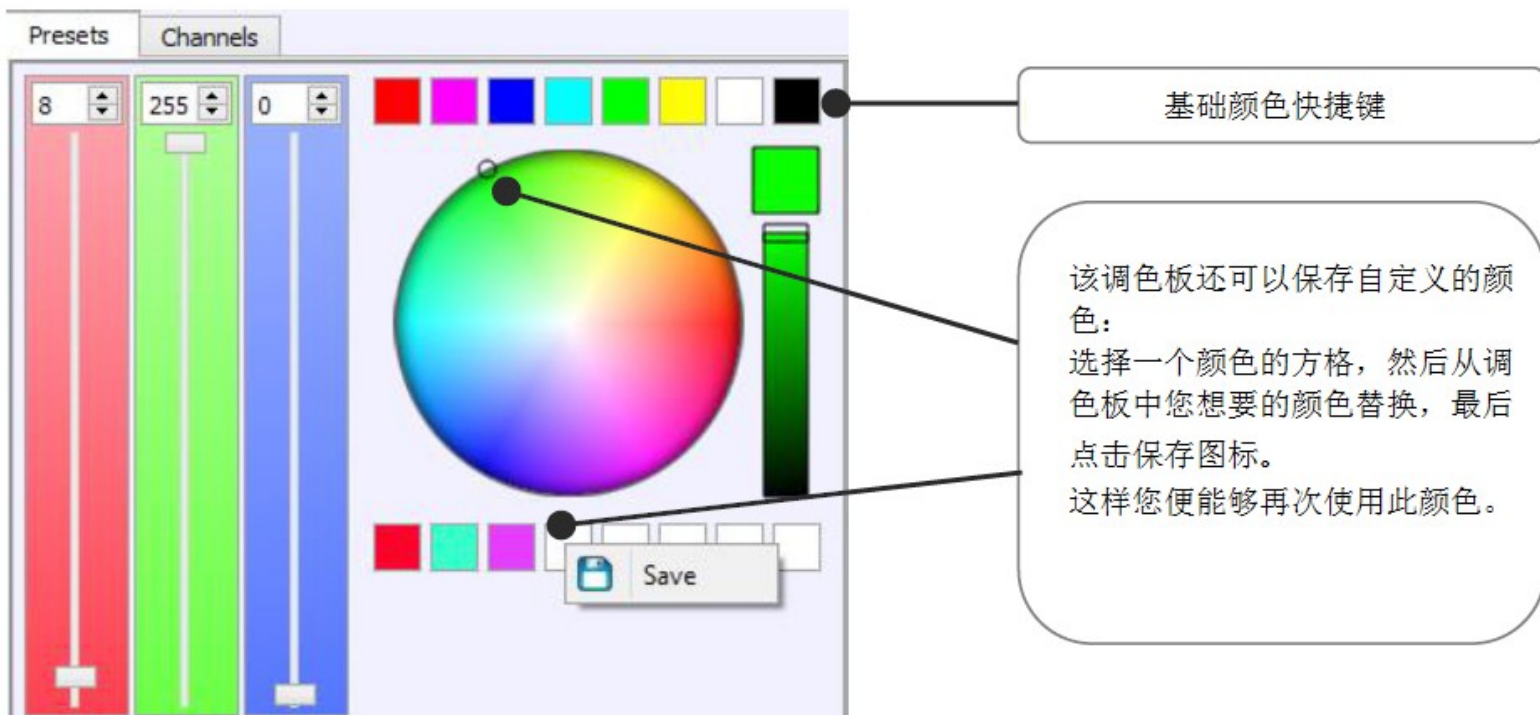 Presets Channels
8 255 0
基础颜色快捷键
该调色板还可以保存自定义的颜
色：
选择一个颜色的方格，然后从调
色板中您想要的颜色替换，最后
点击保存图标。
这样您便能够再次使用此颜色。
Save